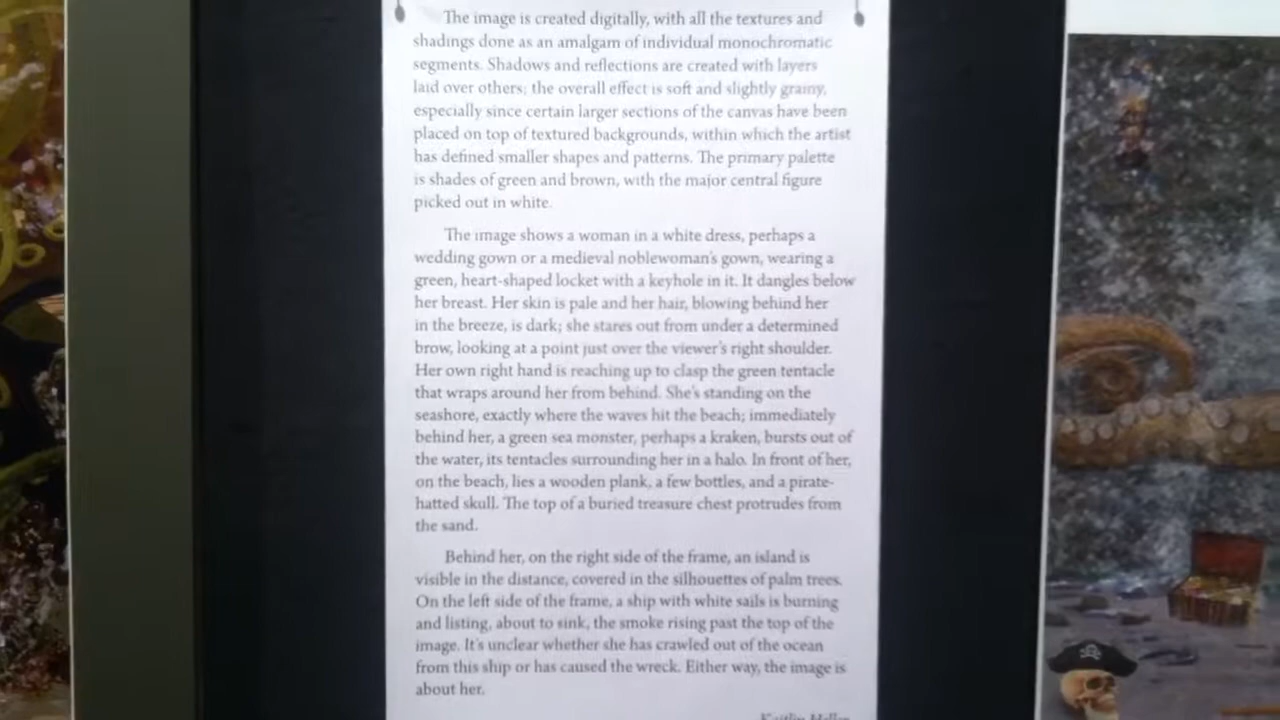 The image is created digitally, with all the textures and
shadings done as an amalgam of individual monochromatic
segments. Shadows and reflections are created with layers
laid over others; the overall effect is soft and slightly grainy,
especially since certain larger sections of the canvas have been
placed on top of textured backgrounds, within which the artist
has defined smaller shapes and patterns. The primary palette
is shades of green and brown, with the major central figure
picked out in white.
The image shows a woman in a white dress, perhaps a
wedding gown or a medieval noblewoman's gown, wearing a
green, heart-shaped locket with a keyhole in it. It dangles below
her breast. Her skin is pale and her hair, blowing behind her
in the breeze, is dark; she stares out from under a determined
brow, looking at a point just over the viewer's right shoulder.
Her own right hand is reaching up to clasp the green tentacle
that wraps around her from behind. She's standing on the
seashore, exactly where the waves hit the beach; immediately
behind her, a green sea monster, perhaps a kraken, bursts out of
the water, its tentacles surrounding her in a halo. In front of her,
on the beach, lies a wooden plank, a few bottles, and a pirate-
hatted skull. The top of a buried treasure chest protrudes from
the sand.
Behind her, on the right side of the frame, an island is
visible in the distance, covered in the silhouettes of palm trees.
On the left side of the frame, a ship with white sails is burning
and listing, about to sink, the smoke rising past the top of the
image. It's unclear whether she has crawled out of the ocean
from this ship or has caused the wreck. Either way, the image is
about her.